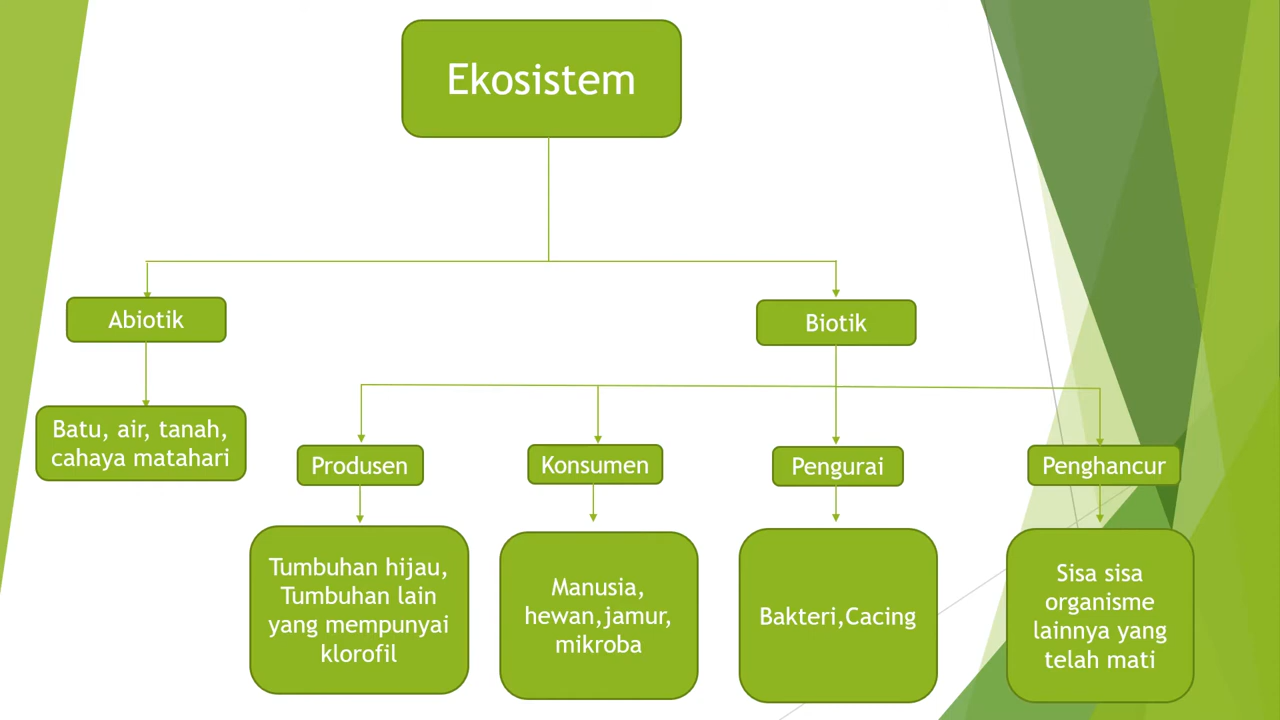 Ekosistem
Abiotik
Biotik
Batu, air, tanah,
cahaya matahari
Produsen
Konsumen
Pengurai
Penghancur
Tumbuhan hijau,
Tumbuhan lain
yang mempunyai
klorofil
Manusia,
hewan,jamur,
mikroba
Bakteri,Cacing
Sisa sisa
organisme
lainnya yang
telah mati